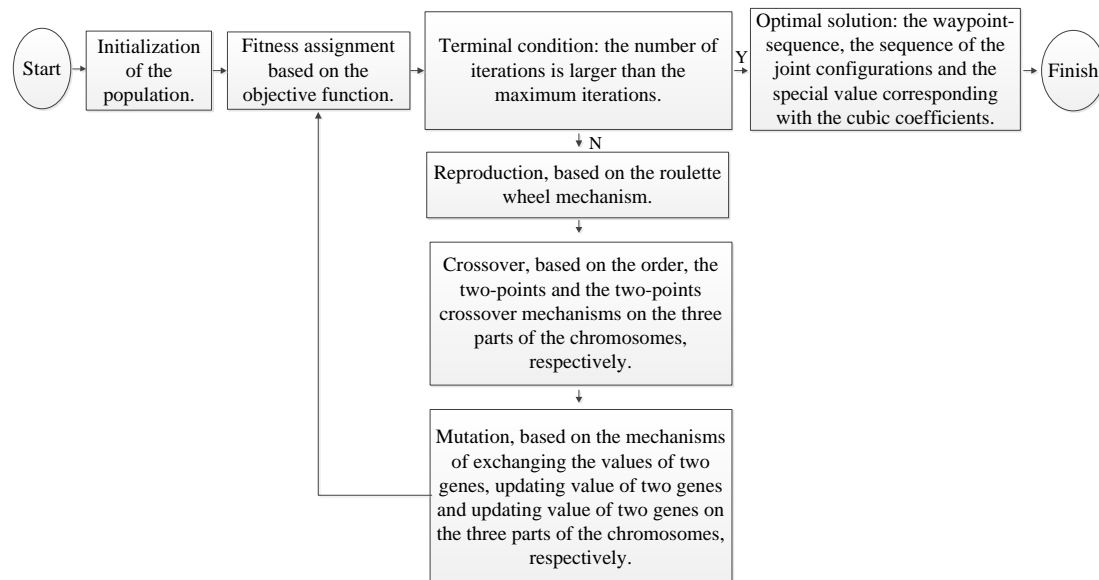 Start
Initialization
of the
population.
Fitness assignment
based on the
objective function.
Terminal condition: the number of
iterations is larger than the
maximum iterations.
Y
Optimal solution: the waypoint-
sequence, the sequence of the
joint configurations and the
special value corresponding
with the cubic coefficients.
Finish
N
Reproduction, based on the roulette
wheel mechanism.
Crossover, based on the order, the
two-points and the two-points
crossover mechanisms on the three
parts of the chromosomes,
respectively.
Mutation, based on the mechanisms
of exchanging the values of two
genes, updating value of two genes
and updating value of two genes on
the three parts of the chromosomes,
respectively.